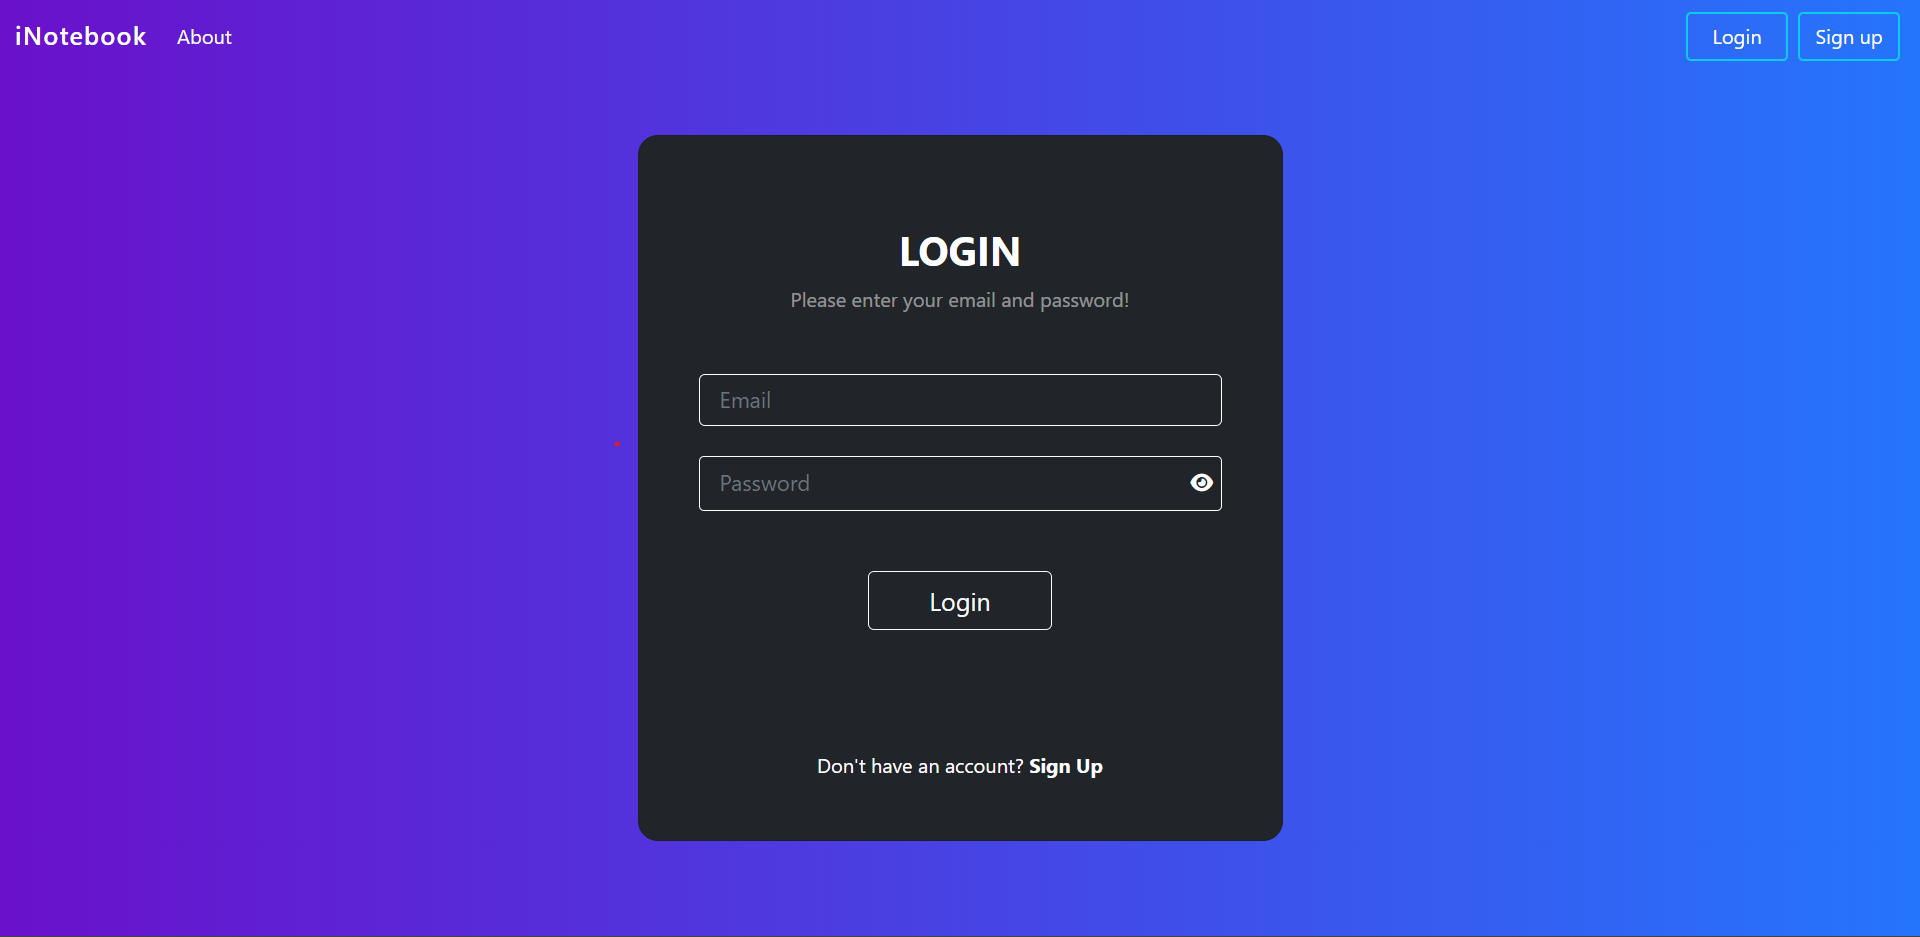 iNotebook About Login Sign up
LOGIN
Please enter your email and password!
Email
Password
Login
Don't have an account? Sign Up